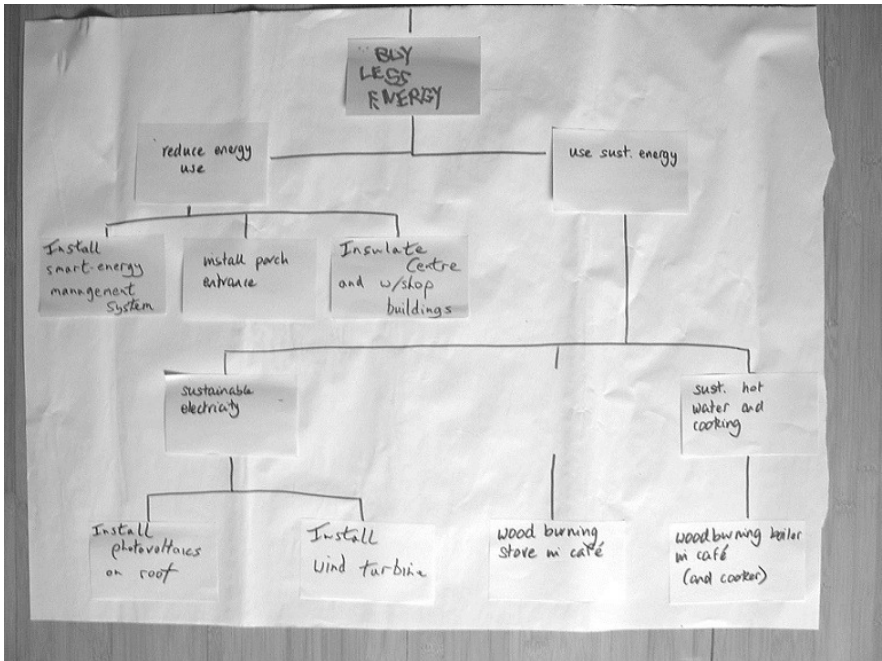 BUY
LESS
ENERGY
reduce energy
use
use sust. energy
Install
smart-energy
management
System
install porch
entrance
Insulate
Centre
and w/shop
buildings
sustainable
electricity
sust. hot
water and
cooking
Install
photovoltaics
on roof
Install
wind turbine
wood burning
stove in café
woodburning boiler
in café
(and cooker)